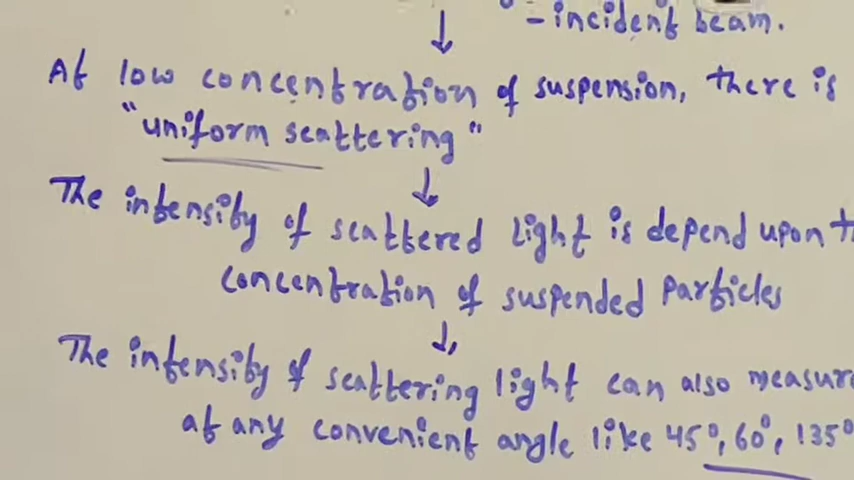 - incident beam.
At low concentration of suspension, there is
"uniform scattering"
The intensity of scattered light is depend upon
concentration of suspended particles
The intensity of scattering light can also
at any convenient angle like 45°, 60°, 135°